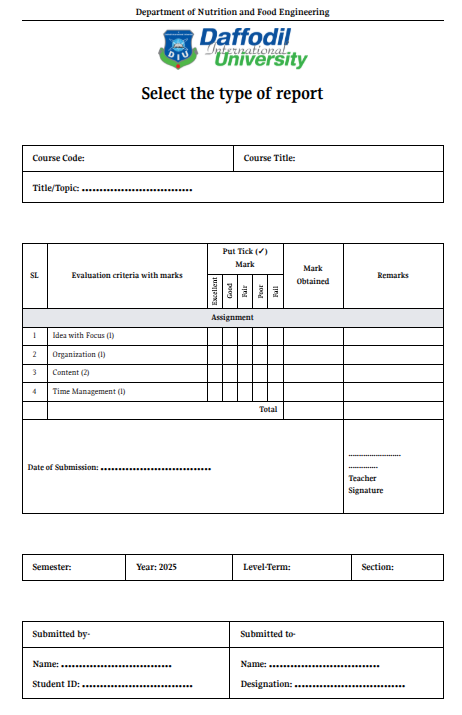 Department of Nutrition and Food Engineering
DIU
Daffodil
International
University
Select the type of report
Course Code: Course Title:
Title/Topic: ...............................
SL Evaluation criteria with marks Put Tick (✓) Mark Mark Obtained Remarks
Excellent Good Fair Poor Fail
Assignment
1 Idea with Focus (1)
2 Organization (1)
3 Content (2)
4 Time Management (1)
Total
Date of Submission: ...............................
........................
..............
Teacher
Signature
Semester: Year: 2025 Level-Term: Section:
Submitted by- Submitted to-
Name: ............................... Name: ...............................
Student ID: ............................... Designation: ...............................